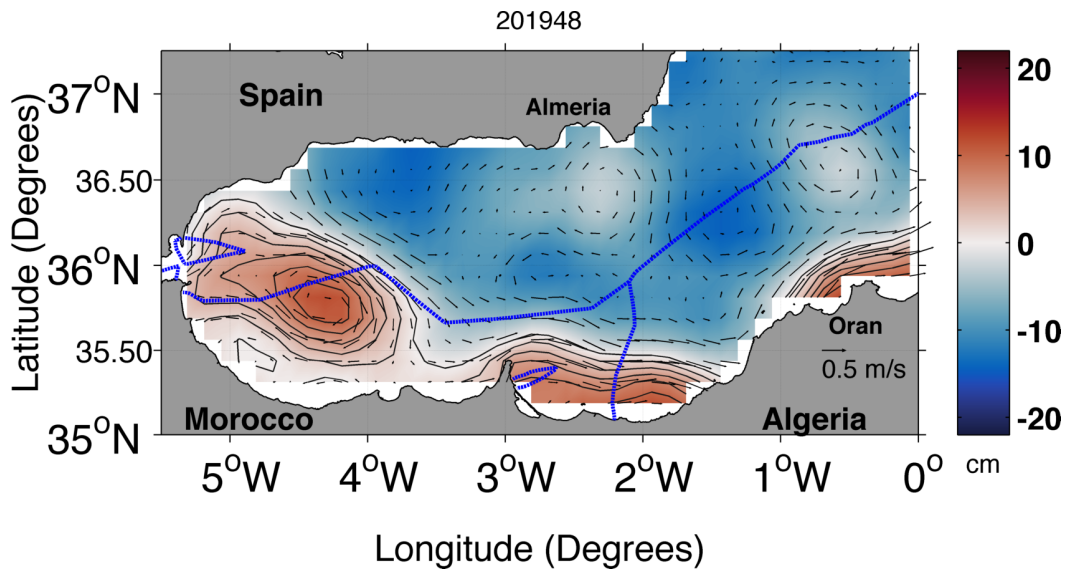 201948
Latitude (Degrees)
37°N
36.50
36°N
35.50
35°N
Spain
Almeria
Oran
0.5 m/s
Morocco
Algeria
5°W
4°W
3°W
2°W
1°W
0°
Longitude (Degrees)
20
10
0
-10
-20
cm